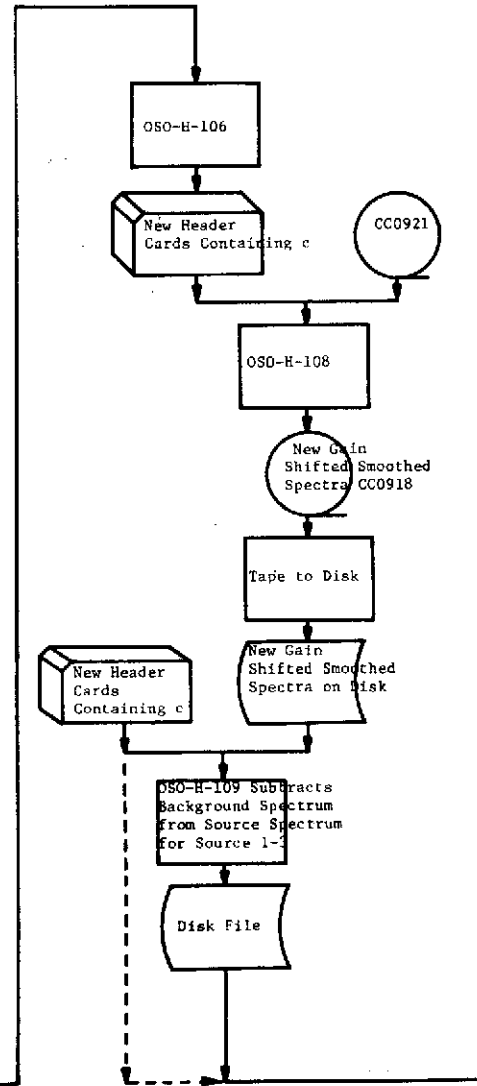 OSO-H-106
New Header
Cards Containing c
CC0921
OSO-H-108
New Gain
Shifted Smoothed
Spectra CC0918
Tape to Disk
New Header
Cards
Containing c
New Gain
Shifted Smoothed
Spectra on Disk
OSO-H-109 Subtracts
Background Spectrum
from Source Spectrum
for Source 1-3
Disk File